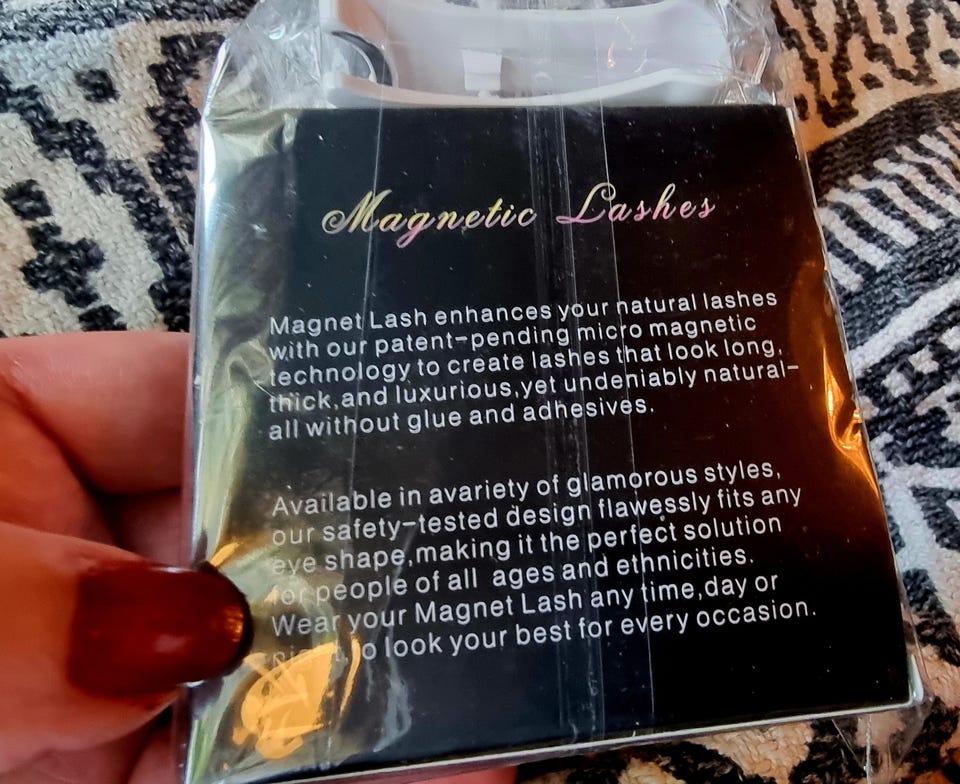 Magnetic Lashes
Magnet Lash enhances your natural lashes
with our patent-pending micro magnetic
technology to create lashes that look long,
thick,and luxurious,yet undeniably natural-
all without glue and adhesives.
Available in avariety of glamorous styles,
our safety-tested design flawessly fits any
eye shape,making it the perfect solution
for people of all ages and ethnicities.
Wear your Magnet Lash any time,day or
night,to look your best for every occasion.